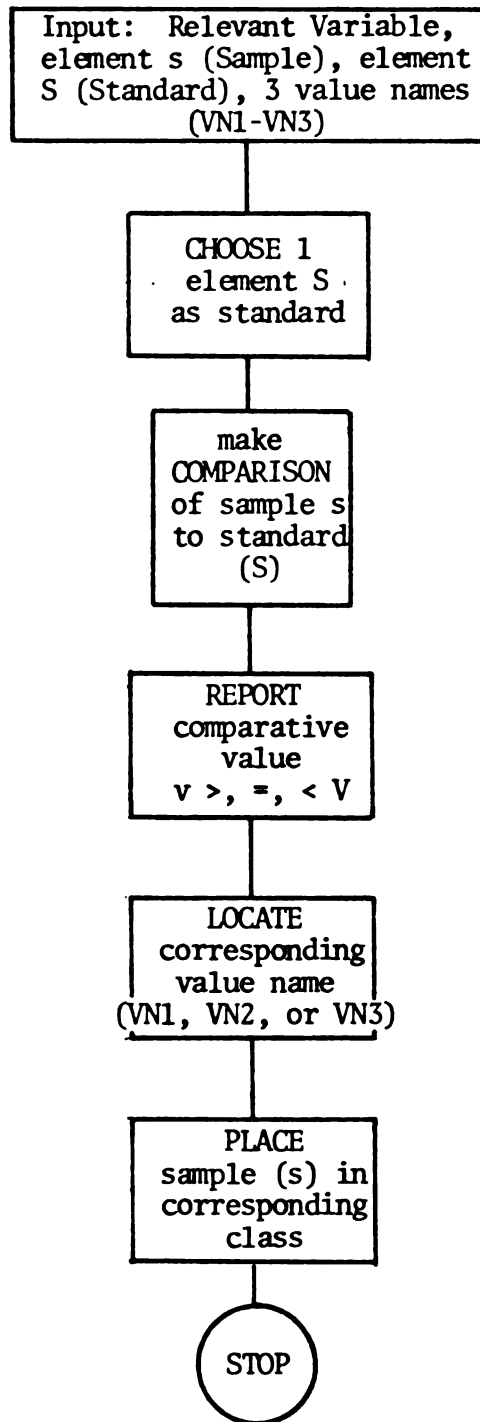 Input: Relevant Variable,
element s (Sample), element
S (Standard), 3 value names
(VN1-VN3)
CHOOSE 1
element S
as standard
make
COMPARISON
of sample s
to standard
(S)
REPORT
comparative
value
v >, =, < V
LOCATE
corresponding
value name
(VN1, VN2, or VN3)
PLACE
sample (s) in
corresponding
class
STOP